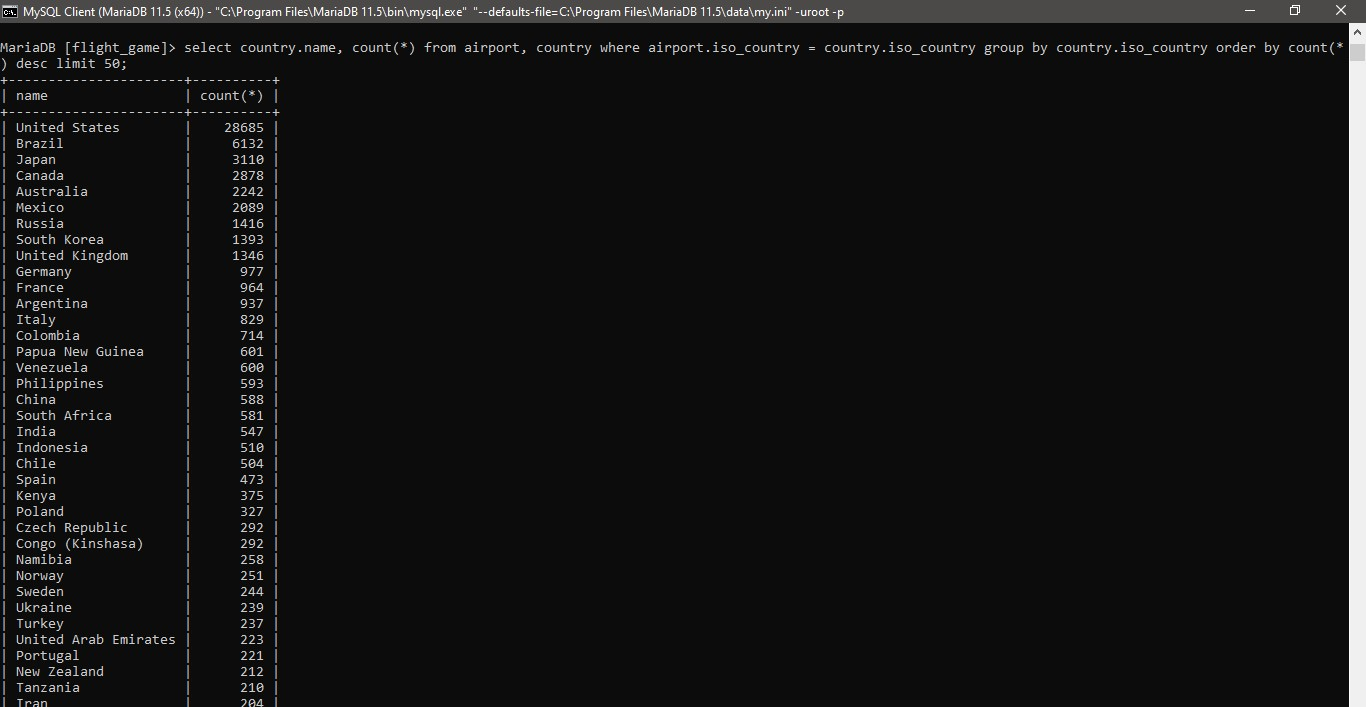 MySQL Client (MariaDB 11.5 (x64)) - "C:\Program Files\MariaDB 11.5\bin\mysql.exe" "--defaults-file=C:\Program Files\MariaDB 11.5\data\my.ini" -uroot -p
MariaDB [flight_game]> select country.name, count(*) from airport, country where airport.iso_country = country.iso_country group by country.iso_country order by count(*
) desc limit 50;
+----------------------+----------+
| name                 | count(*) |
+----------------------+----------+
| United States        |    28685 |
| Brazil               |     6132 |
| Japan                |     3110 |
| Canada               |     2878 |
| Australia            |     2242 |
| Mexico               |     2089 |
| Russia               |     1416 |
| South Korea          |     1393 |
| United Kingdom       |     1346 |
| Germany              |      977 |
| France               |      964 |
| Argentina            |      937 |
| Italy                |      829 |
| Colombia             |      714 |
| Papua New Guinea     |      601 |
| Venezuela            |      600 |
| Philippines          |      593 |
| China                |      588 |
| South Africa         |      581 |
| India                |      547 |
| Indonesia            |      510 |
| Chile                |      504 |
| Spain                |      473 |
| Kenya                |      375 |
| Poland               |      327 |
| Czech Republic       |      292 |
| Congo (Kinshasa)     |      292 |
| Namibia              |      258 |
| Norway               |      251 |
| Sweden               |      244 |
| Ukraine              |      239 |
| Turkey               |      237 |
| United Arab Emirates |      223 |
| Portugal             |      221 |
| New Zealand          |      212 |
| Tanzania             |      210 |
| Iran                 |      204 |